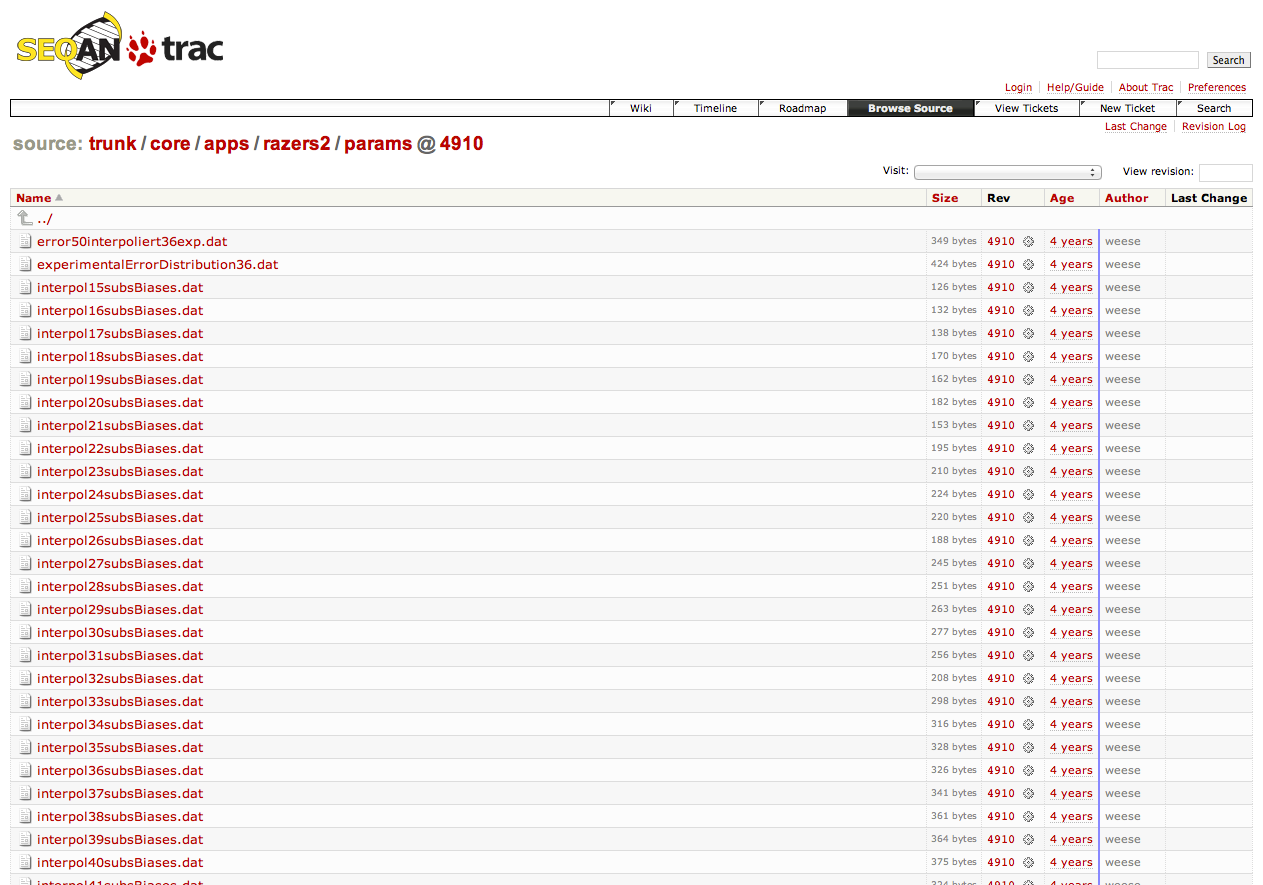 SEQAN trac
Search
Login Help/Guide About Trac Preferences
Wiki Timeline Roadmap Browse Source View Tickets New Ticket Search
Last Change Revision Log
source: trunk / core / apps / razers2 / params @ 4910
Visit: View revision:
Name Size Rev Age Author Last Change
../
error50interpoliert36exp.dat 349 bytes 4910 4 years weese
experimentalErrorDistribution36.dat 424 bytes 4910 4 years weese
interpol15subsBiases.dat 126 bytes 4910 4 years weese
interpol16subsBiases.dat 132 bytes 4910 4 years weese
interpol17subsBiases.dat 138 bytes 4910 4 years weese
interpol18subsBiases.dat 170 bytes 4910 4 years weese
interpol19subsBiases.dat 162 bytes 4910 4 years weese
interpol20subsBiases.dat 182 bytes 4910 4 years weese
interpol21subsBiases.dat 153 bytes 4910 4 years weese
interpol22subsBiases.dat 195 bytes 4910 4 years weese
interpol23subsBiases.dat 210 bytes 4910 4 years weese
interpol24subsBiases.dat 224 bytes 4910 4 years weese
interpol25subsBiases.dat 220 bytes 4910 4 years weese
interpol26subsBiases.dat 188 bytes 4910 4 years weese
interpol27subsBiases.dat 245 bytes 4910 4 years weese
interpol28subsBiases.dat 251 bytes 4910 4 years weese
interpol29subsBiases.dat 263 bytes 4910 4 years weese
interpol30subsBiases.dat 277 bytes 4910 4 years weese
interpol31subsBiases.dat 256 bytes 4910 4 years weese
interpol32subsBiases.dat 208 bytes 4910 4 years weese
interpol33subsBiases.dat 298 bytes 4910 4 years weese
interpol34subsBiases.dat 316 bytes 4910 4 years weese
interpol35subsBiases.dat 328 bytes 4910 4 years weese
interpol36subsBiases.dat 326 bytes 4910 4 years weese
interpol37subsBiases.dat 341 bytes 4910 4 years weese
interpol38subsBiases.dat 361 bytes 4910 4 years weese
interpol39subsBiases.dat 364 bytes 4910 4 years weese
interpol40subsBiases.dat 375 bytes 4910 4 years weese